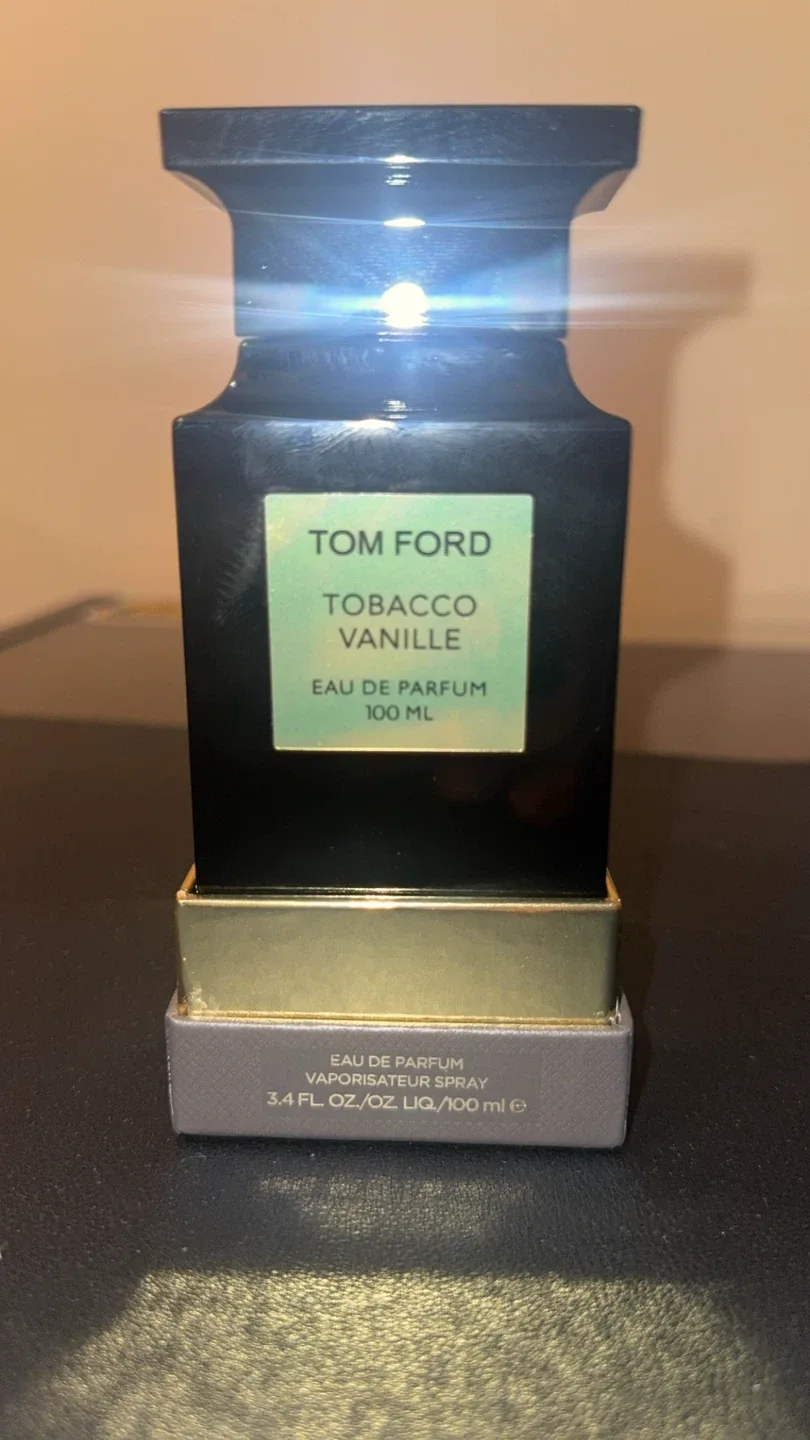 TOM FORD
TOBACCO
VANILLE
EAU DE PARFUM
100 ML
EAU DE PARFUM
VAPORISATEUR SPRAY
3.4 FL. OZ./OZ. LIQ./100 ml ℮